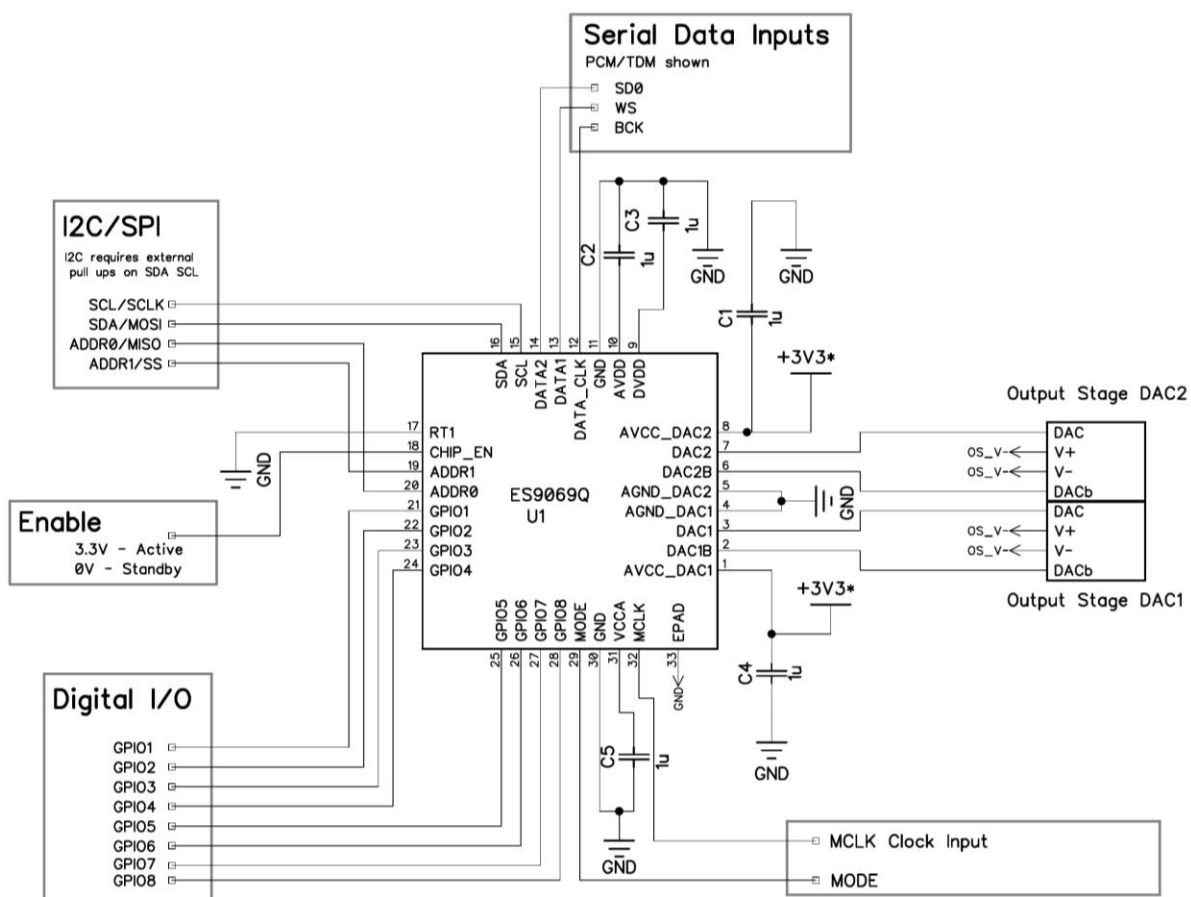 Serial Data Inputs
PCM/TDM shown
SD0
WS
BCK
I2C/SPI
I2C requires external
pull ups on SDA SCL
SCL/SCLK
SDA/MOSI
ADDR0/MISO
ADDR1/SS
C2
1u
C3
1u
GND
C1
1u
GND
+3V3*
16
15
14
13
12
11
10
9
SDA
SCL
DATA2
DATA1
DATA_CLK
GND
AVDD
DVDD
17 RT1
18 CHIP_EN
19 ADDR1
20 ADDR0
21 GPIO1
22 GPIO2
23 GPIO3
24 GPIO4
GND
ES9069Q
U1
AVCC_DAC2 8
DAC2 7
DAC2B 6
AGND_DAC2 5
AGND_DAC1 4
DAC1 3
DAC1B 2
AVCC_DAC1 1
GND
Output Stage DAC2
DAC
OS_V- V+
OS_V- V-
DACb
DAC
OS_V- V+
OS_V- V-
DACb
Output Stage DAC1
Enable
3.3V - Active
0V - Standby
GPIO5
GPIO6
GPIO7
GPIO8
MODE
GND
VCCA
MCLK
EPAD
25
26
27
28
29
30
31
32
33
GND
+3V3*
C4
1u
GND
C5
1u
GND
Digital I/O
GPIO1
GPIO2
GPIO3
GPIO4
GPIO5
GPIO6
GPIO7
GPIO8
MCLK Clock Input
MODE